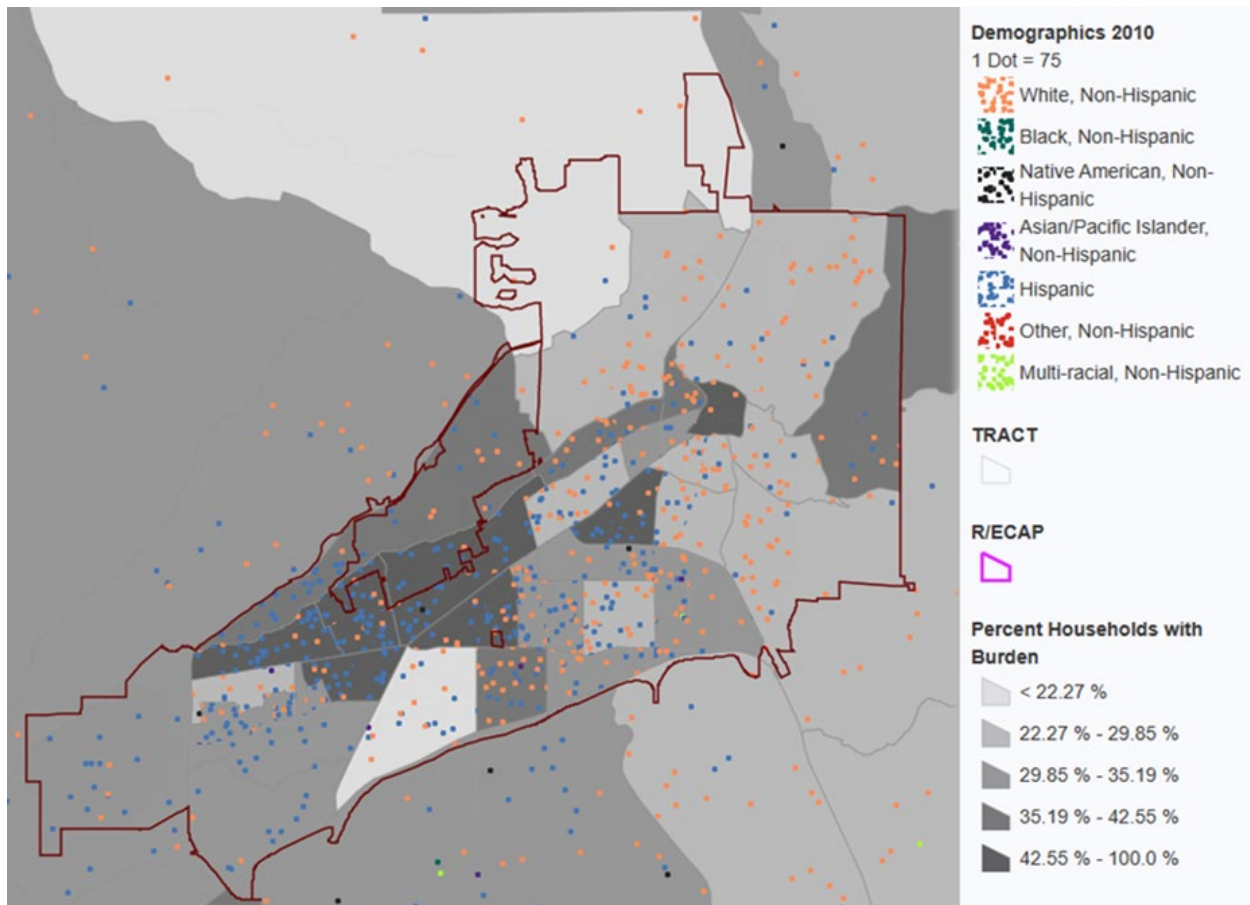 Demographics 2010
1 Dot = 75
White, Non-Hispanic
Black, Non-Hispanic
Native American, Non-
Hispanic
Asian/Pacific Islander,
Non-Hispanic
Hispanic
Other, Non-Hispanic
Multi-racial, Non-Hispanic
TRACT
R/ECAP
Percent Households with
Burden
< 22.27 %
22.27 % - 29.85 %
29.85 % - 35.19 %
35.19 % - 42.55 %
42.55 % - 100.0 %